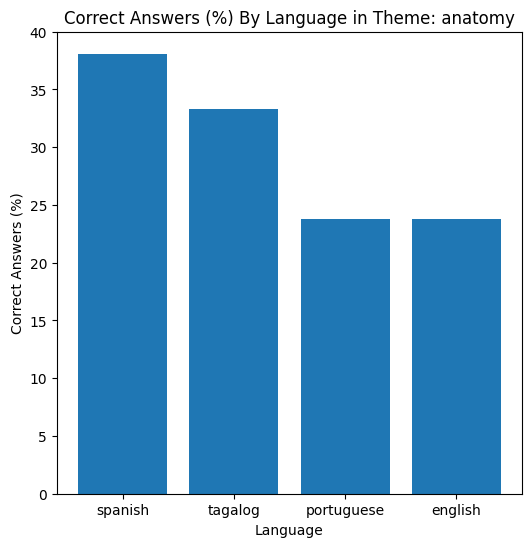 Correct Answers (%) By Language in Theme: anatomy
40
35
30
25
20
15
10
5
0
Correct Answers (%)
spanish tagalog portuguese english
Language